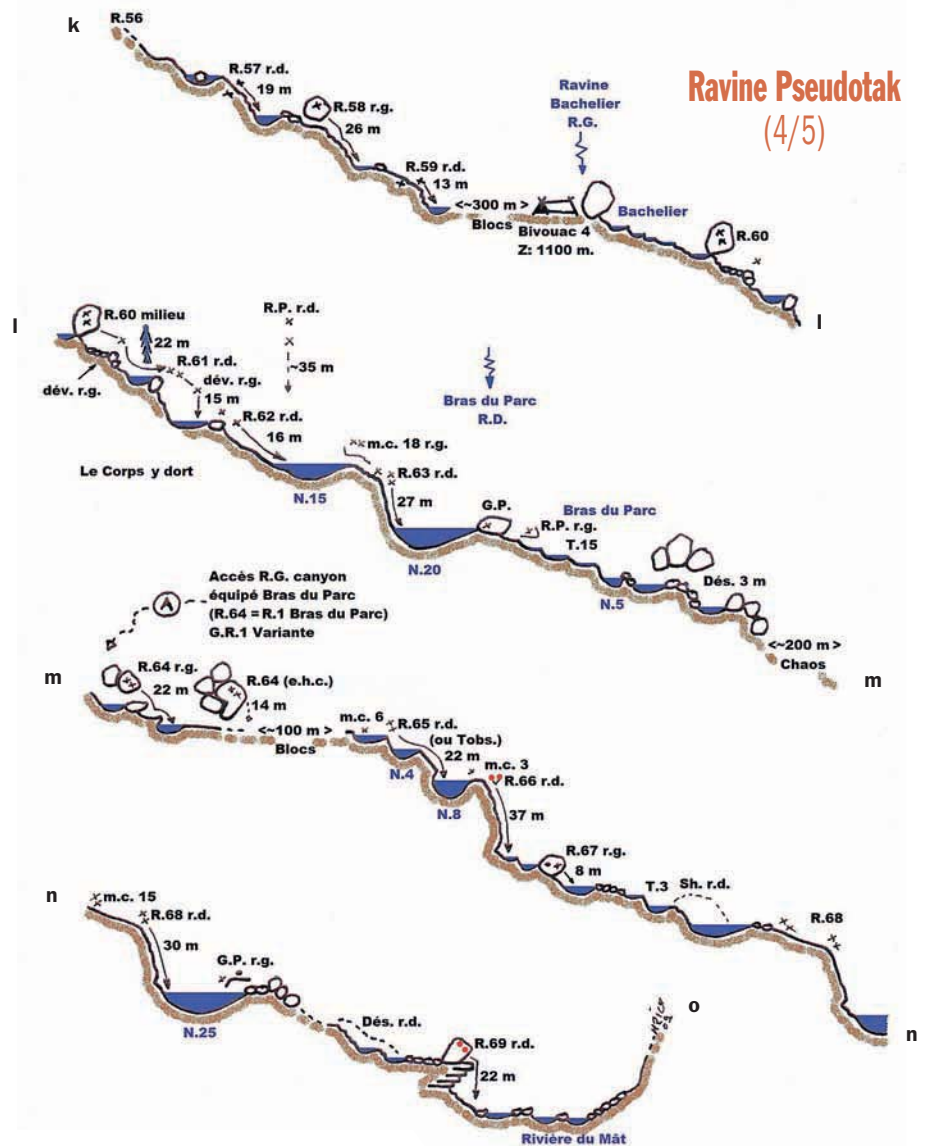 k
R.56
R.57 r.d.
19 m
R.58 r.g.
26 m
R.59 r.d.
13 m
<~300 m >
Blocs
Bivouac 4
Z: 1100 m.
Ravine
Bachelier
R.G.
Bachelier
R.60
l
Ravine Pseudotak
(4/5)
l
R.60 milieu
22 m
dév. r.g.
R.61 r.d.
dév. r.g.
15 m
R.62 r.d.
16 m
R.P. r.d.
~35 m
Le Corps y dort
N.15
m.c. 18 r.g.
R.63 r.d.
27 m
N.20
Bras du Parc
R.D.
G.P.
R.P. r.g.
T.15
Bras du Parc
N.5
Dés. 3 m
<~200 m >
Chaos
m
A
Accès R.G. canyon
équipé Bras du Parc
(R.64 = R.1 Bras du Parc)
G.R.1 Variante
m
R.64 r.g.
22 m
R.64 (e.h.c.)
14 m
<~100 m >
Blocs
m.c. 6
R.65 r.d.
(ou Tobs.)
22 m
N.4
N.8
m.c. 3
R.66 r.d.
37 m
R.67 r.g.
8 m
T.3
Sh. r.d.
R.68
n
n
m.c. 15
R.68 r.d.
30 m
N.25
G.P. r.g.
Dés. r.d.
R.69 r.d.
22 m
Rivière du Mât
o